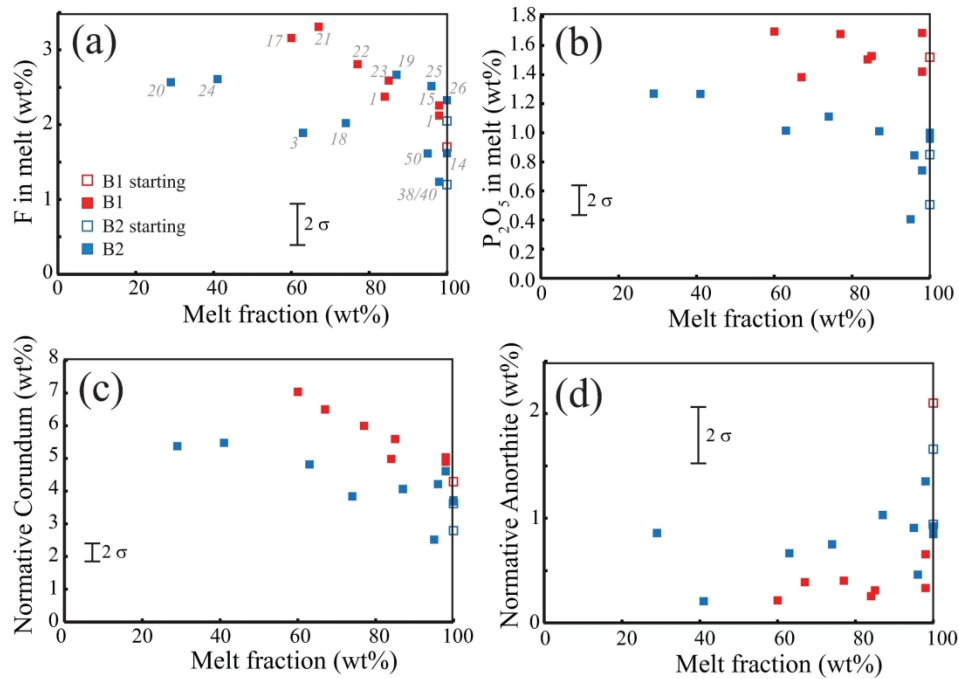 (a)
F in melt (wt%)
3
2
1
0
17
21
22
23
19
25
20
24
1
15
26
1
3
18
50
14
38/40
B1 starting
B1
B2 starting
B2
2 σ
0 20 40 60 80 100
Melt fraction (wt%)
(b)
P2O5 in melt (wt%)
1.8
1.6
1.4
1.2
1.0
0.8
0.6
0.4
0.2
0.0
2 σ
0 20 40 60 80 100
Melt fraction (wt%)
(c)
Normative Corundum (wt%)
8
7
6
5
4
3
2
1
0
2 σ
0 20 40 60 80 100
Melt fraction (wt%)
(d)
Normative Anorthite (wt%)
2
1
0
2 σ
0 20 40 60 80 100
Melt fraction (wt%)